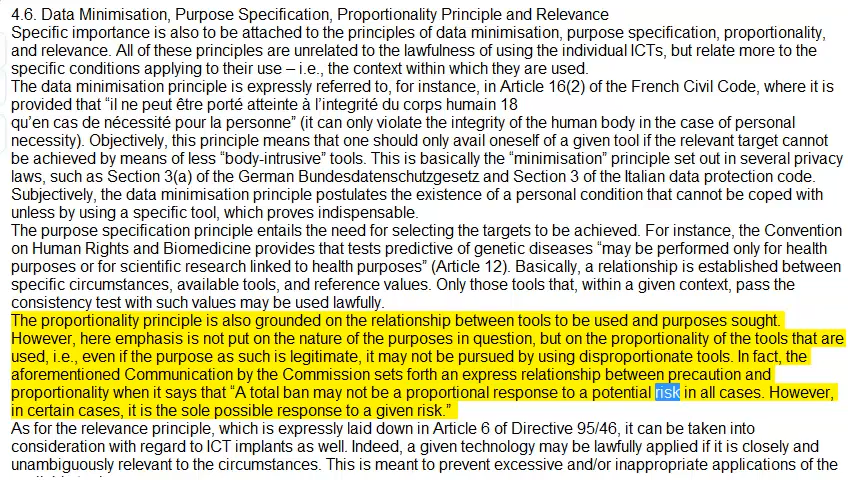 4.6. Data Minimisation, Purpose Specification, Proportionality Principle and Relevance
Specific importance is also to be attached to the principles of data minimisation, purpose specification, proportionality,
and relevance. All of these principles are unrelated to the lawfulness of using the individual ICTs, but relate more to the
specific conditions applying to their use – i.e., the context within which they are used.
The data minimisation principle is expressly referred to, for instance, in Article 16(2) of the French Civil Code, where it is
provided that “il ne peut être porté atteinte à l’integrité du corps humain 18
qu’en cas de nécessité pour la personne” (it can only violate the integrity of the human body in the case of personal
necessity). Objectively, this principle means that one should only avail oneself of a given tool if the relevant target cannot
be achieved by means of less “body-intrusive” tools. This is basically the “minimisation” principle set out in several privacy
laws, such as Section 3(a) of the German Bundesdatenschutzgesetz and Section 3 of the Italian data protection code.
Subjectively, the data minimisation principle postulates the existence of a personal condition that cannot be coped with
unless by using a specific tool, which proves indispensable.
The purpose specification principle entails the need for selecting the targets to be achieved. For instance, the Convention
on Human Rights and Biomedicine provides that tests predictive of genetic diseases “may be performed only for health
purposes or for scientific research linked to health purposes” (Article 12). Basically, a relationship is established between
specific circumstances, available tools, and reference values. Only those tools that, within a given context, pass the
consistency test with such values may be used lawfully.
The proportionality principle is also grounded on the relationship between tools to be used and purposes sought.
However, here emphasis is not put on the nature of the purposes in question, but on the proportionality of the tools that are
used, i.e., even if the purpose as such is legitimate, it may not be pursued by using disproportionate tools. In fact, the
aforementioned Communication by the Commission sets forth an express relationship between precaution and
proportionality when it says that “A total ban may not be a proportional response to a potential risk in all cases. However,
in certain cases, it is the sole possible response to a given risk.”
As for the relevance principle, which is expressly laid down in Article 6 of Directive 95/46, it can be taken into
consideration with regard to ICT implants as well. Indeed, a given technology may be lawfully applied if it is closely and
unambiguously relevant to the circumstances. This is meant to prevent excessive and/or inappropriate applications of the